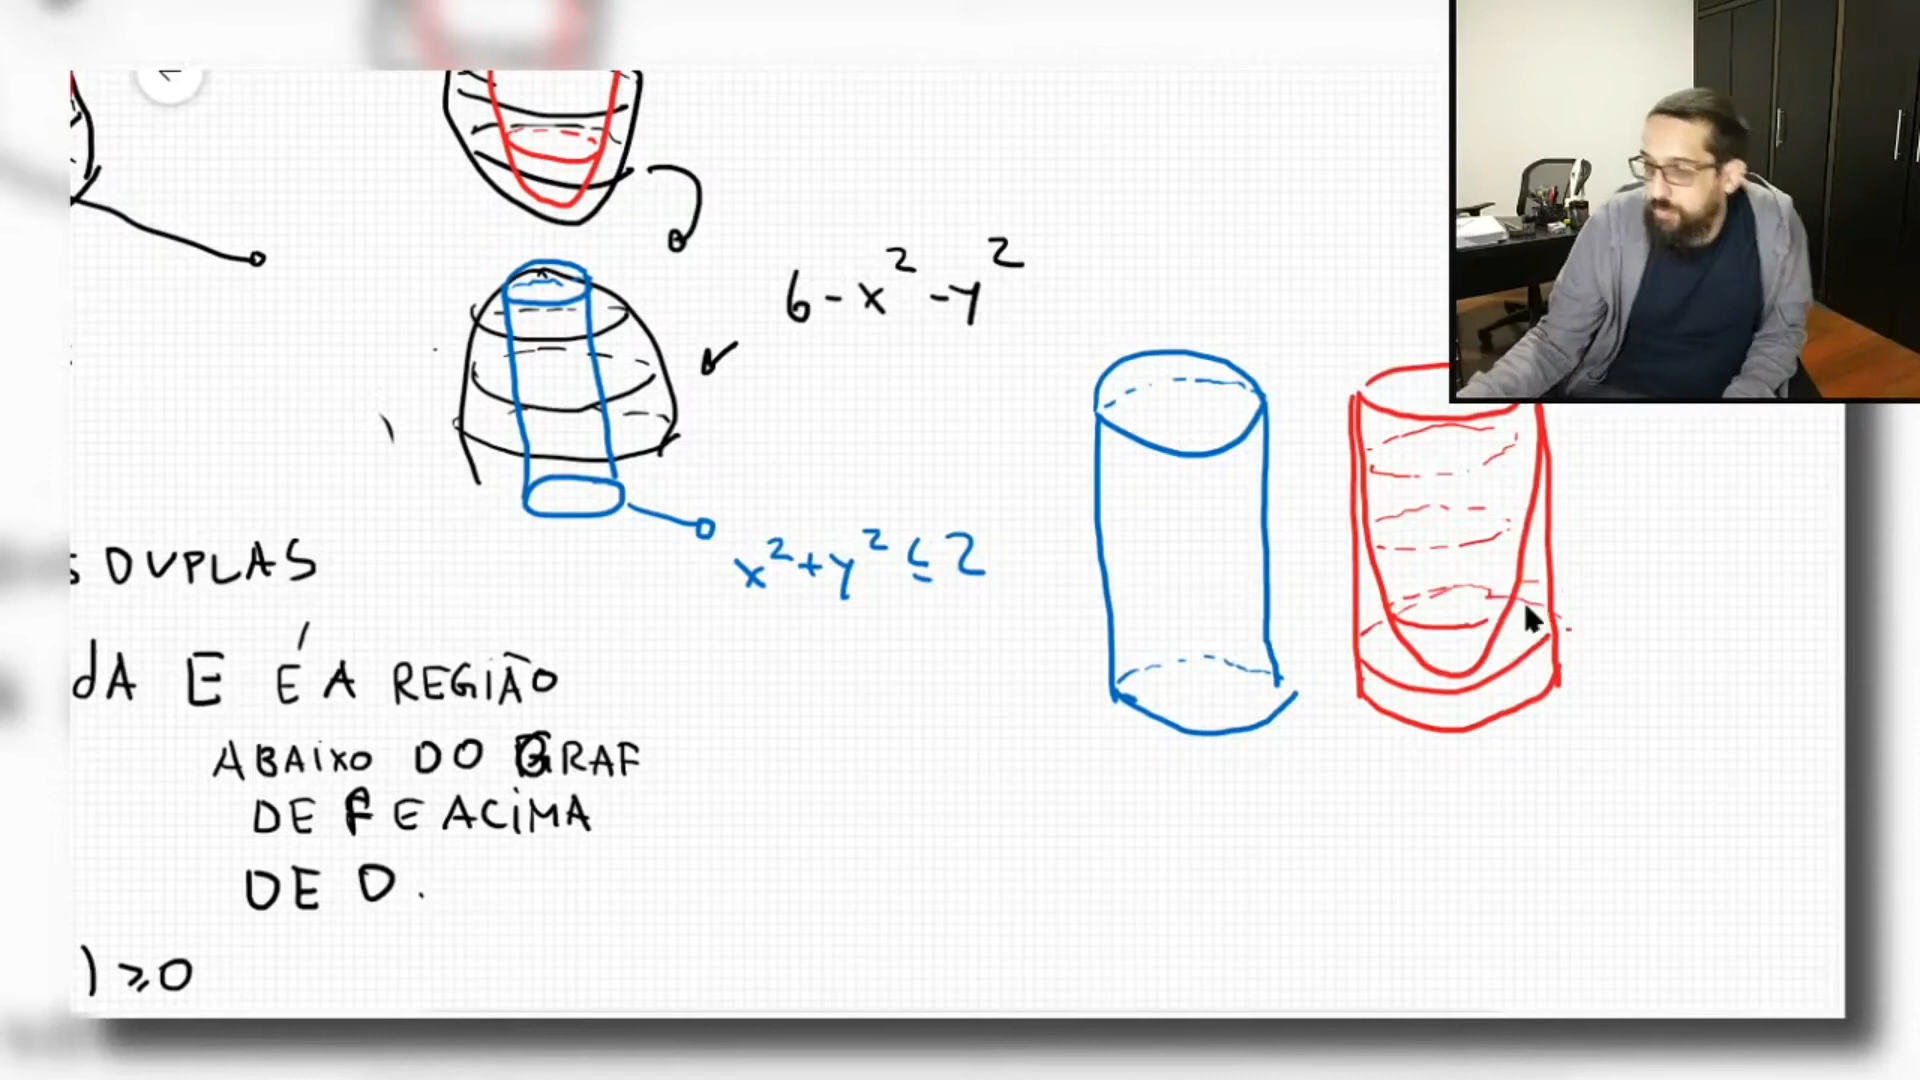 6-x²-y²
x²+y² ≤ 2
S DUPLAS
dA E É A REGIÃO
ABAIXO DO GRAF
DE F E ACIMA
DE D.
) ≥ 0